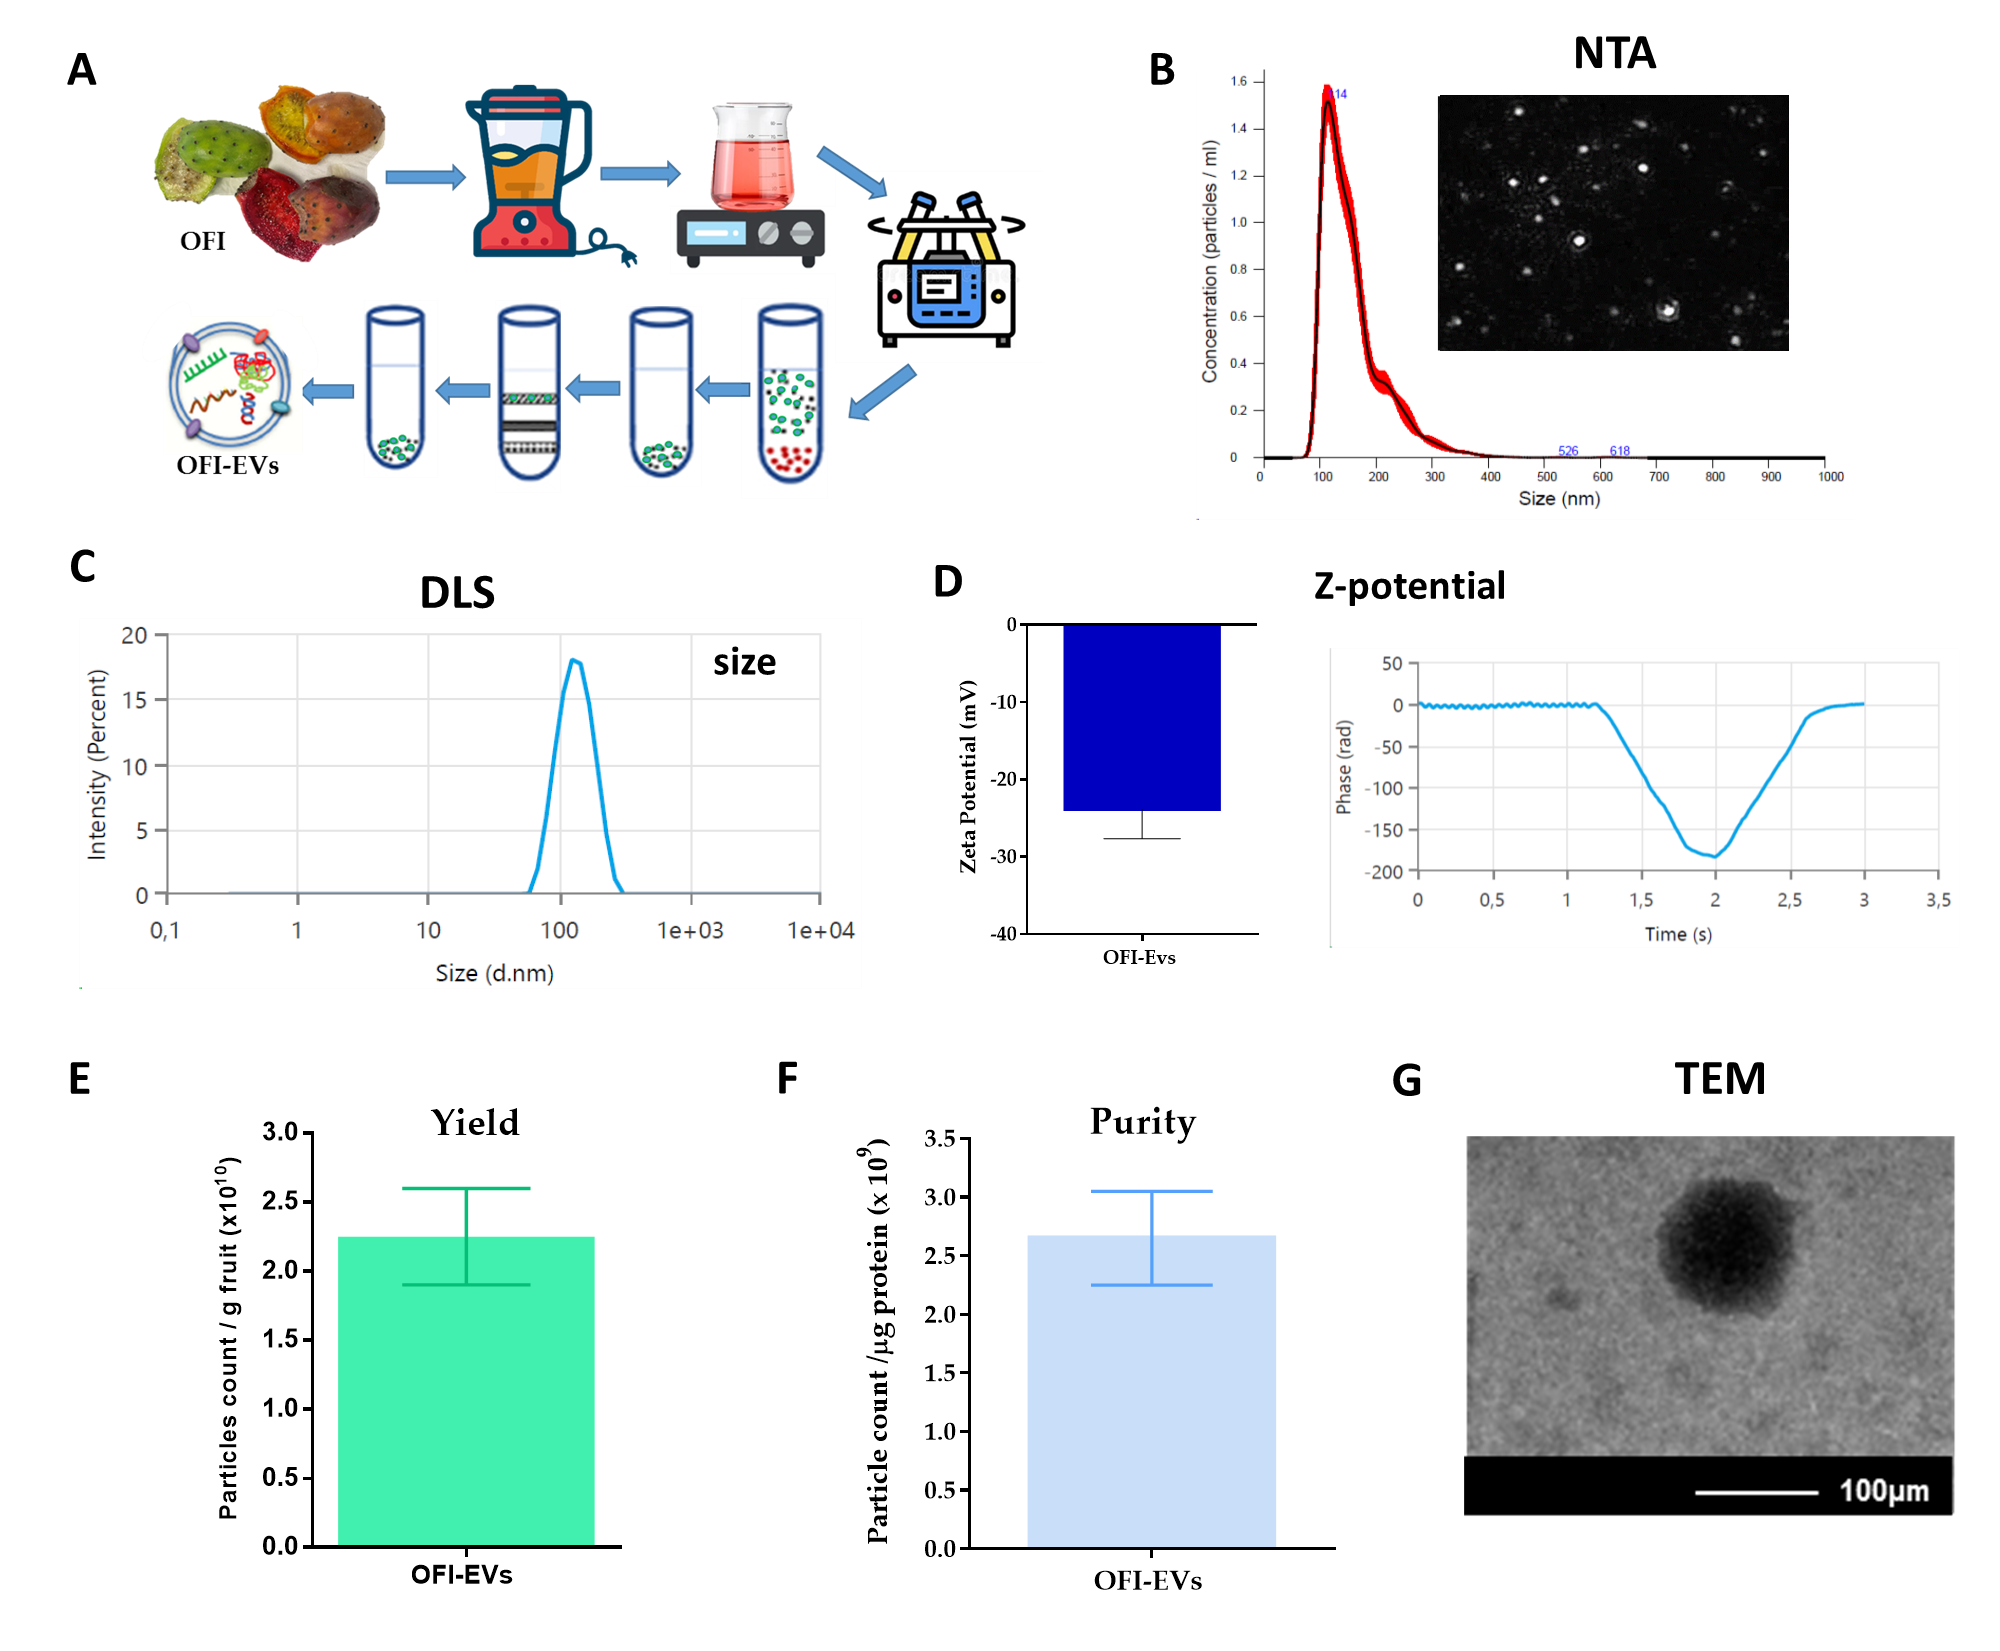 A
OFI
OFI-EVs
B
NTA
Concentration (particles / ml)
1.6
1.4
1.2
1.0
0.8
0.6
0.4
0.2
0
14
526
618
0 100 200 300 400 500 600 700 800 900 1000
Size (nm)
C
DLS
size
Intensity (Percent)
20
15
10
5
0
0,1 1 10 100 1e+03 1e+04
Size (d.nm)
D
Z-potential
Zeta Potential (mV)
0
-10
-20
-30
-40
OFI-Evs
Phase (rad)
50
0
-50
-100
-150
-200
0 0,5 1 1,5 2 2,5 3 3,5
Time (s)
E
Yield
Particles count / g fruit (x10¹⁰)
3.0
2.5
2.0
1.5
1.0
0.5
0.0
OFI-EVs
F
Purity
Particle count /µg protein (x 10⁹)
3.5
3.0
2.5
2.0
1.5
1.0
0.5
0.0
OFI-EVs
G
TEM
100µm